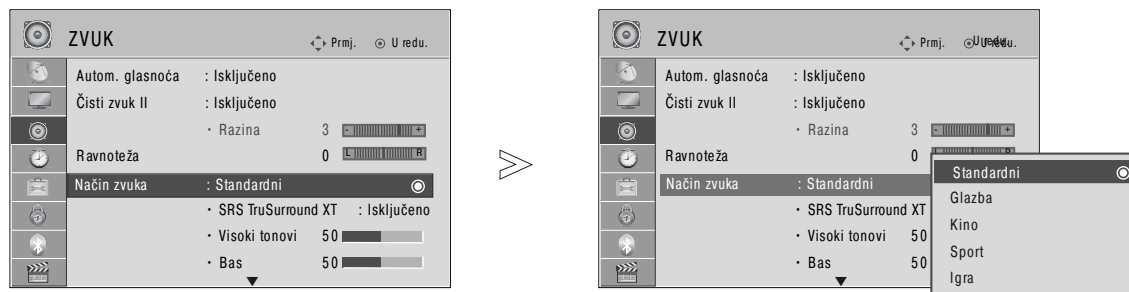 ZVUK Prmj. U redu.
Autom. glasnoća : Isključeno
Čisti zvuk II : Isključeno
• Razina 3 - +
Ravnoteža 0 L R
Način zvuka : Standardni
• SRS TruSurround XT : Isključeno
• Visoki tonovi 50
• Bas 50
ZVUK Prmj. U redu.
Autom. glasnoća : Isključeno
Čisti zvuk II : Isključeno
• Razina 3 - +
Ravnoteža 0
Način zvuka : Standardni
• SRS TruSurround XT
• Visoki tonovi 50
• Bas 50
Standardni
Glazba
Kino
Sport
Igra